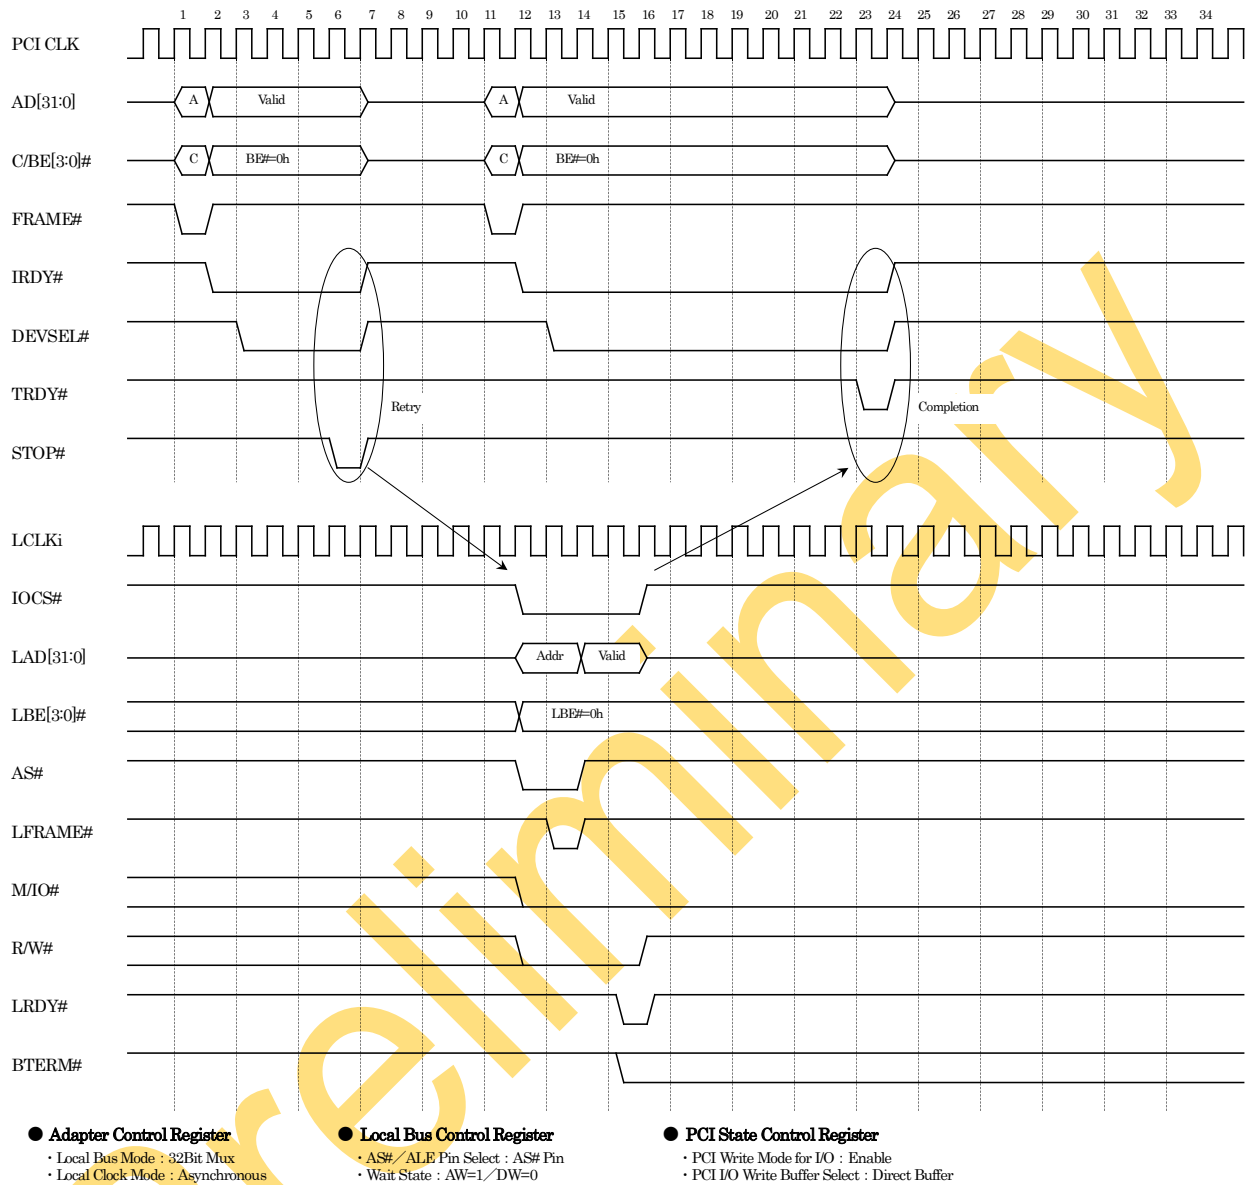 1 2 3 4 5 6 7 8 9 10 11 12 13 14 15 16 17 18 19 20 21 22 23 24 25 26 27 28 29 30 31 32 33 34
PCI CLK
AD[31:0] A Valid A Valid
C/BE[3:0]# C BE#=0h C BE#=0h
FRAME#
IRDY#
DEVSEL#
TRDY#
Retry Completion
STOP#
LCLKi
IOCS#
LAD[31:0] Addr Valid
LBE[3:0]# LBE#=0h
AS#
LFRAME#
M/IO#
R/W#
LRDY#
BTERM#
● Adapter Control Register
・Local Bus Mode : 32Bit Mux
・Local Clock Mode : Asynchronous
● Local Bus Control Register
・AS#／ALE Pin Select : AS# Pin
・Wait State : AW=1／DW=0
● PCI State Control Register
・PCI Write Mode for I/O : Enable
・PCI I/O Write Buffer Select : Direct Buffer
Preliminary